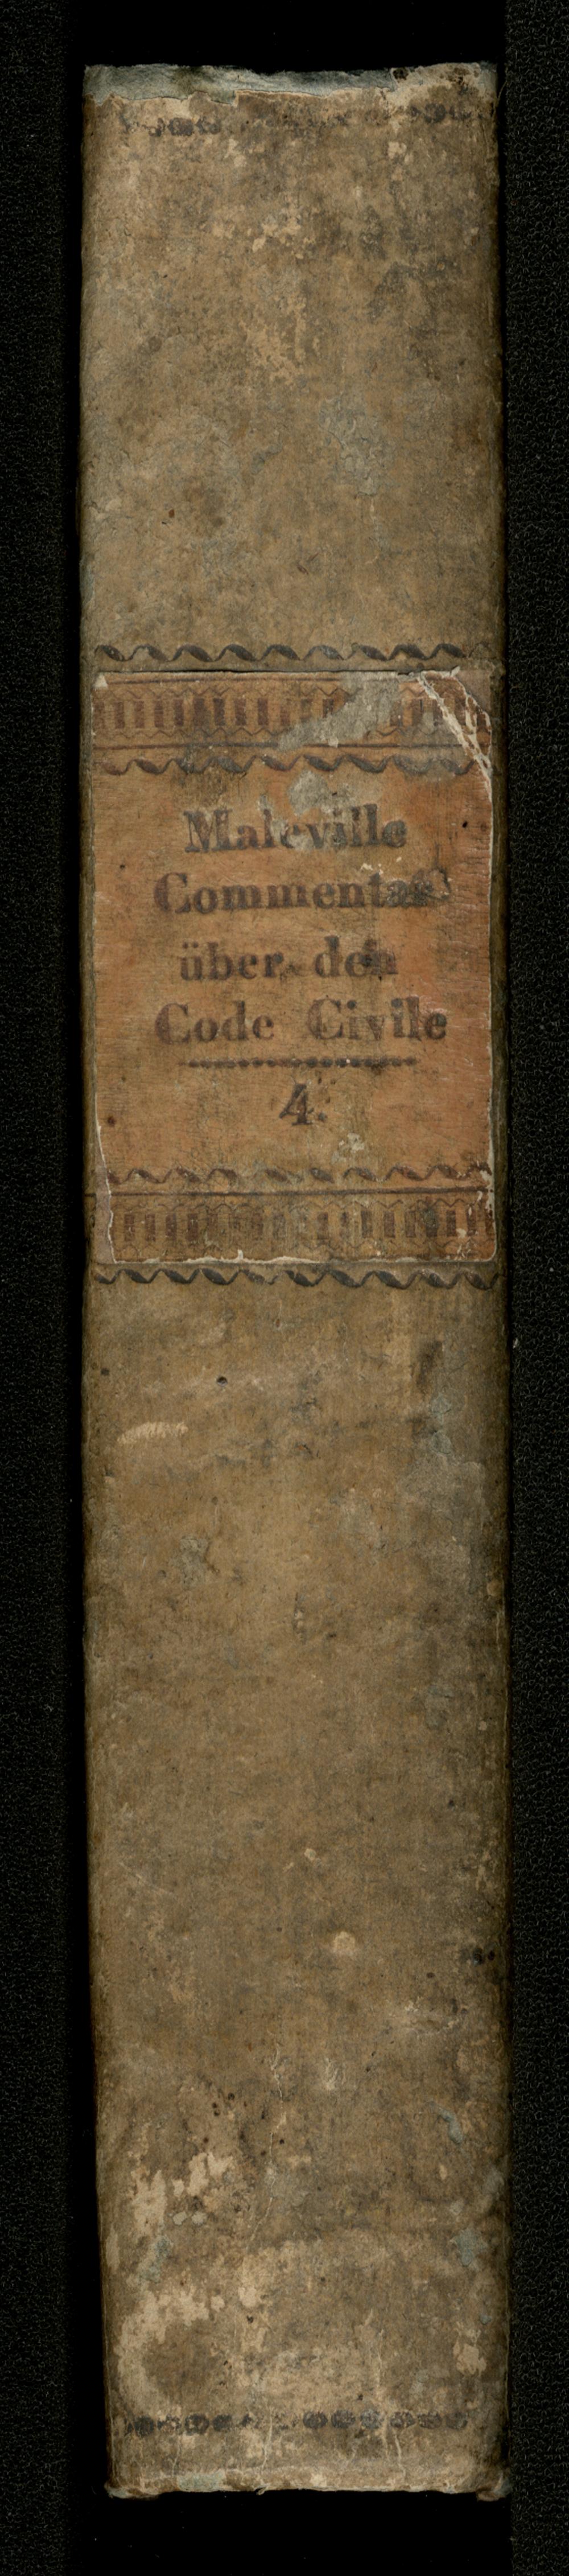 Maleville
Commentar
über den
Code Civile
4.